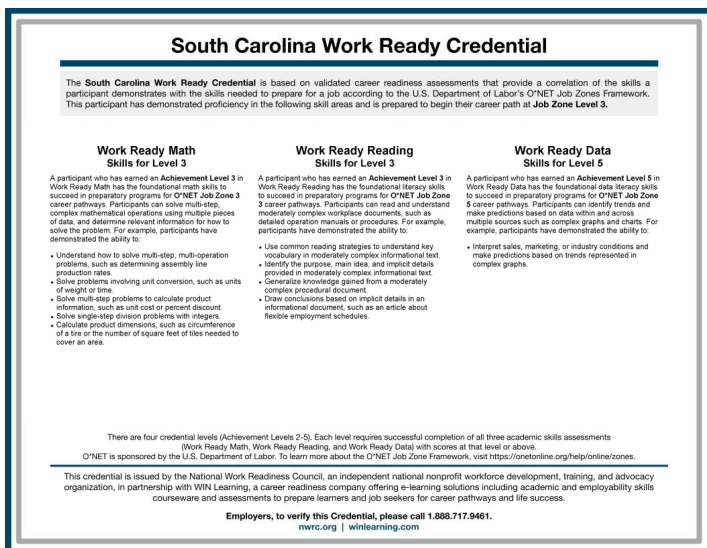 South Carolina Work Ready Credential
The South Carolina Work Ready Credential is based on validated career readiness assessments that provide a correlation of the skills a
participant demonstrates with the skills needed to prepare for a job according to the U.S. Department of Labor's O*NET Job Zones Framework.
This participant has demonstrated proficiency in the following skill areas and is prepared to begin their career path at Job Zone Level 3.
Work Ready Math
Skills for Level 3
A participant who has earned an Achievement Level 3 in
Work Ready Math has the foundational math skills to
succeed in preparatory programs for O*NET Job Zone 3
career pathways. Participants can solve multi-step,
complex mathematical operations using multiple pieces
of data, and determine relevant information for how to
solve the problem. For example, participants have
demonstrated the ability to:
• Understand how to solve multi-step, multi-operation
problems, such as determining assembly line
production rates.
• Solve problems involving unit conversion, such as units
of weight or time.
• Solve multi-step problems to calculate product
information, such as unit cost or percent discount.
• Solve single-step division problems with integers.
• Calculate product dimensions, such as circumference
of a tire or the number of square feet of tiles needed to
cover an area.
Work Ready Reading
Skills for Level 3
A participant who has earned an Achievement Level 3 in
Work Ready Reading has the foundational literacy skills
to succeed in preparatory programs for O*NET Job Zone
3 career pathways. Participants can read and understand
moderately complex workplace documents, such as
detailed operation manuals or procedures. For example,
participants have demonstrated the ability to:
• Use common reading strategies to understand key
vocabulary in moderately complex informational text.
• Identify the purpose, main idea, and implicit details
provided in moderately complex informational text.
• Generalize knowledge gained from a moderately
complex procedural document.
• Draw conclusions based on implicit details in an
informational document, such as an article about
flexible employment schedules.
Work Ready Data
Skills for Level 5
A participant who has earned an Achievement Level 5 in
Work Ready Data has the foundational data literacy skills
to succeed in preparatory programs for O*NET Job Zone
5 career pathways. Participants can identify trends and
make predictions based on data within and across
multiple sources such as complex graphs and charts. For
example, participants have demonstrated the ability to:
• Interpret sales, marketing, or industry conditions and
make predictions based on trends represented in
complex graphs.
There are four credential levels (Achievement Levels 2-5). Each level requires successful completion of all three academic skills assessments
(Work Ready Math, Work Ready Reading, and Work Ready Data) with scores at that level or above.
O*NET is sponsored by the U.S. Department of Labor. To learn more about the O*NET Job Zone Framework, visit https://onetonline.org/help/online/zones.
This credential is issued by the National Work Readiness Council, an independent national nonprofit workforce development, training, and advocacy
organization, in partnership with WIN Learning, a career readiness company offering e-learning solutions including academic and employability skills
courseware and assessments to prepare learners and job seekers for career pathways and life success.
Employers, to verify this Credential, please call 1.888.717.9461.
nwrc.org | winlearning.com